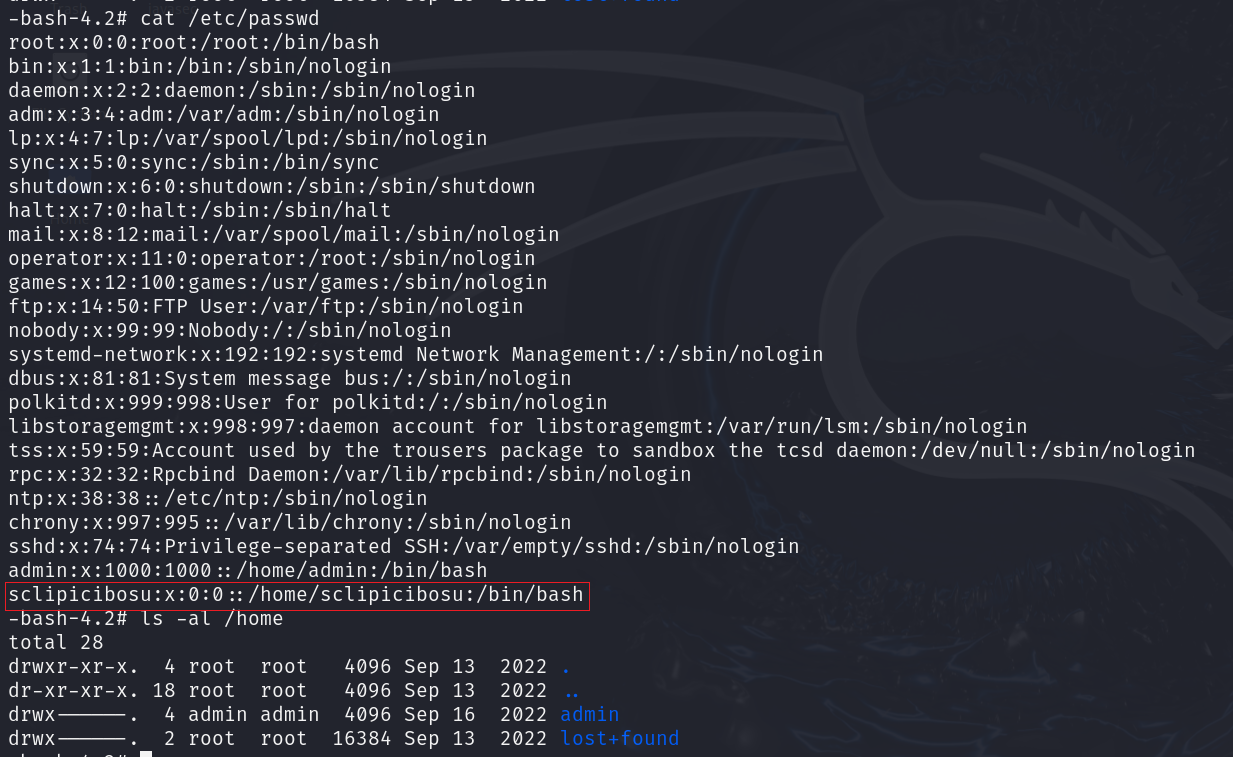 -bash-4.2# cat /etc/passwd
root:x:0:0:root:/root:/bin/bash
bin:x:1:1:bin:/bin:/sbin/nologin
daemon:x:2:2:daemon:/sbin:/sbin/nologin
adm:x:3:4:adm:/var/adm:/sbin/nologin
lp:x:4:7:lp:/var/spool/lpd:/sbin/nologin
sync:x:5:0:sync:/sbin:/bin/sync
shutdown:x:6:0:shutdown:/sbin:/sbin/shutdown
halt:x:7:0:halt:/sbin:/sbin/halt
mail:x:8:12:mail:/var/spool/mail:/sbin/nologin
operator:x:11:0:operator:/root:/sbin/nologin
games:x:12:100:games:/usr/games:/sbin/nologin
ftp:x:14:50:FTP User:/var/ftp:/sbin/nologin
nobody:x:99:99:Nobody:/:/sbin/nologin
systemd-network:x:192:192:systemd Network Management:/:/sbin/nologin
dbus:x:81:81:System message bus:/:/sbin/nologin
polkitd:x:999:998:User for polkitd:/:/sbin/nologin
libstoragemgmt:x:998:997:daemon account for libstoragemgmt:/var/run/lsm:/sbin/nologin
tss:x:59:59:Account used by the trousers package to sandbox the tcsd daemon:/dev/null:/sbin/nologin
rpc:x:32:32:Rpcbind Daemon:/var/lib/rpcbind:/sbin/nologin
ntp:x:38:38::/etc/ntp:/sbin/nologin
chrony:x:997:995::/var/lib/chrony:/sbin/nologin
sshd:x:74:74:Privilege-separated SSH:/var/empty/sshd:/sbin/nologin
admin:x:1000:1000::/home/admin:/bin/bash
sclipicibosu:x:0:0::/home/sclipicibosu:/bin/bash
-bash-4.2# ls -al /home
total 28
drwxr-xr-x.  4 root  root   4096 Sep 13  2022 .
dr-xr-xr-x. 18 root  root   4096 Sep 13  2022 ..
drwx------.  4 admin admin  4096 Sep 16  2022 admin
drwx------.  2 root  root  16384 Sep 13  2022 lost+found